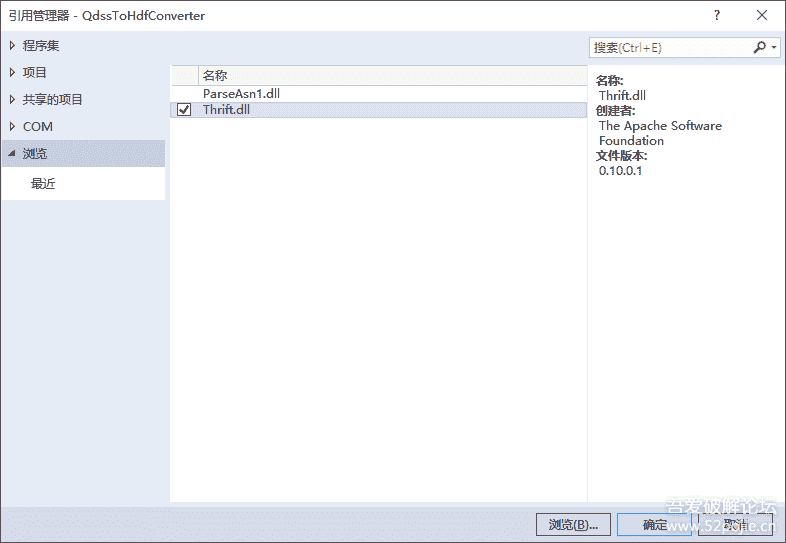 引用管理器 - QdssToHdfConverter
程序集
项目
共享的项目
COM
浏览
最近
名称
ParseAsn1.dll
Thrift.dll
搜索(Ctrl+E)
名称:
Thrift.dll
创建者:
The Apache Software
Foundation
文件版本:
0.10.0.1
浏览(B)...
确定
取消
吾爱破解论坛
www.52pojie.cn